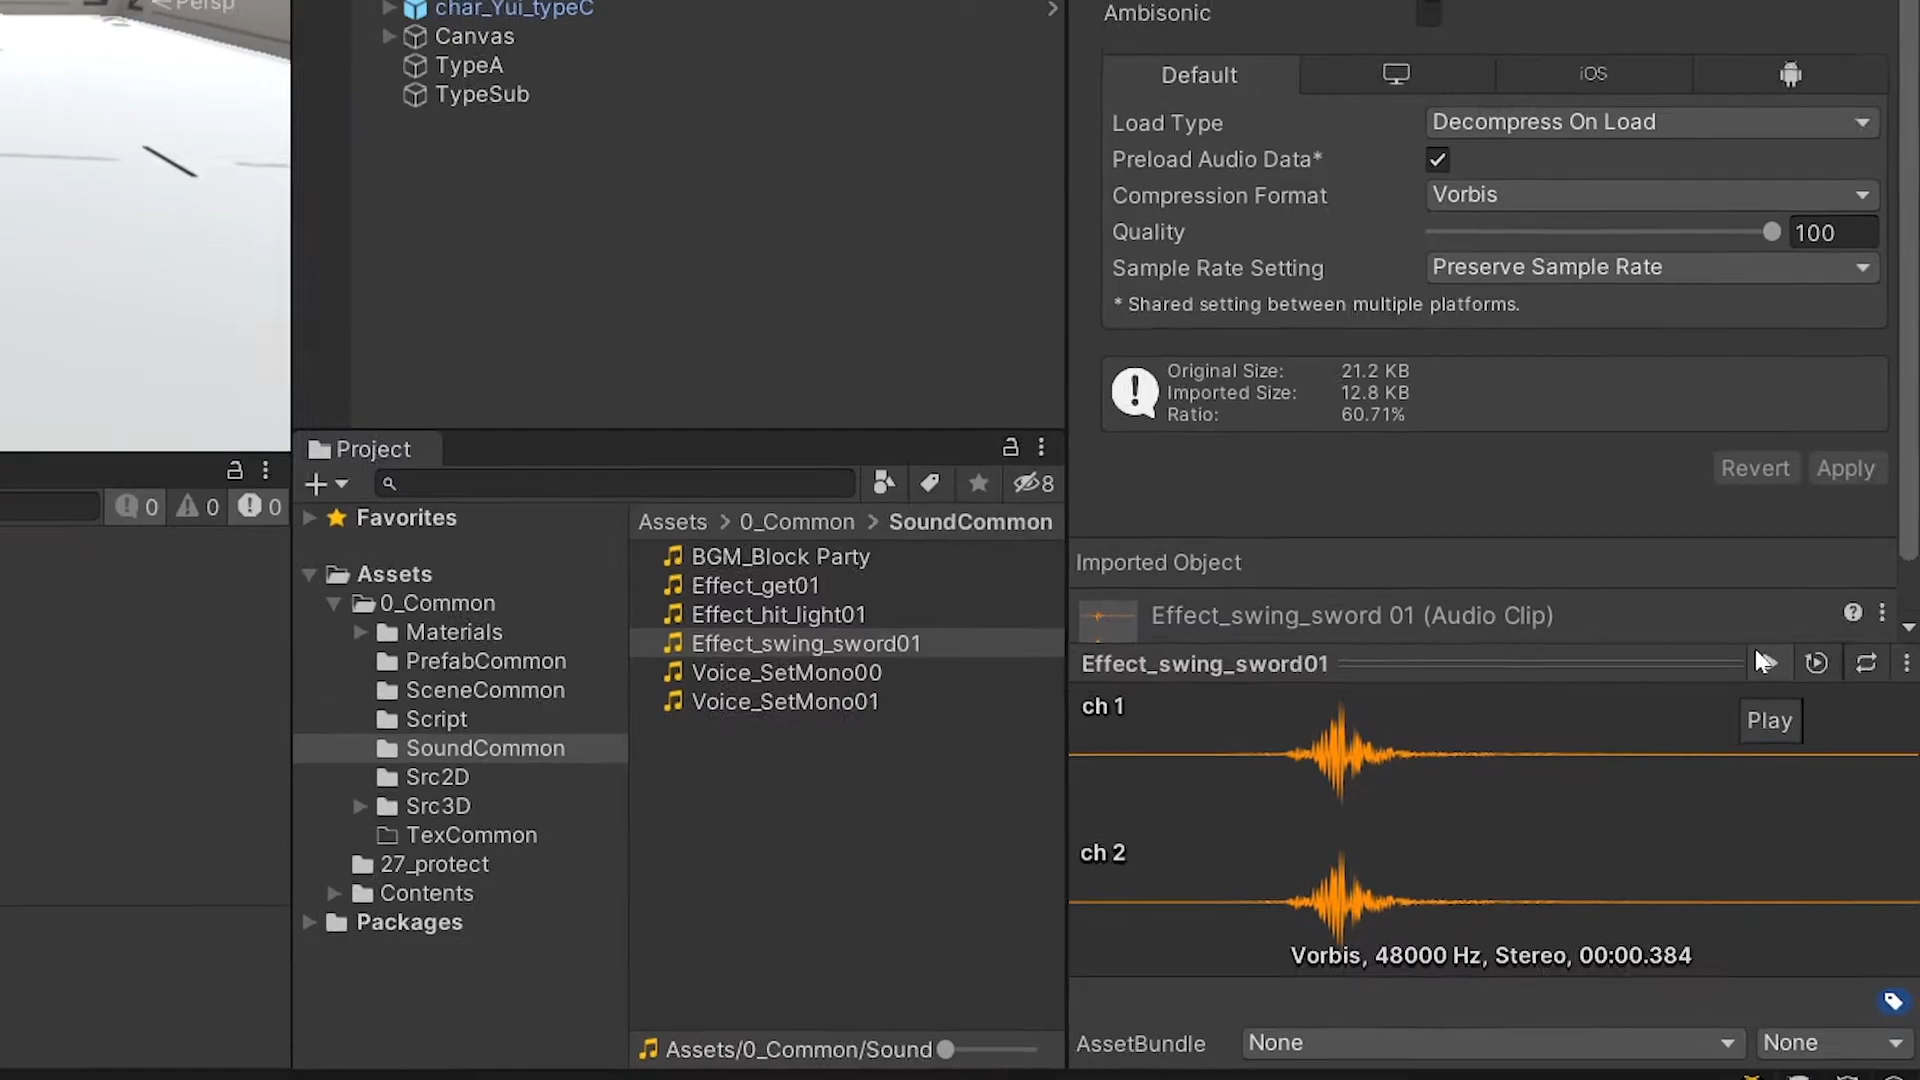 Persp
char_Yui_typeC
Canvas
TypeA
TypeSub
Ambisonic
Default
iOS
Load Type
Decompress On Load
Preload Audio Data*
Compression Format
Vorbis
Quality
100
Sample Rate Setting
Preserve Sample Rate
* Shared setting between multiple platforms.
Original Size: 21.2 KB
Imported Size: 12.8 KB
Ratio: 60.71%
Revert
Apply
0
0
0
Project
8
Favorites
Assets
0_Common
Materials
PrefabCommon
SceneCommon
Script
SoundCommon
Src2D
Src3D
TexCommon
27_protect
Contents
Packages
Assets > 0_Common > SoundCommon
BGM_Block Party
Effect_get01
Effect_hit_light01
Effect_swing_sword01
Voice_SetMono00
Voice_SetMono01
Assets/0_Common/Sound
Imported Object
Effect_swing_sword 01 (Audio Clip)
Effect_swing_sword01
ch 1
Play
ch 2
Vorbis, 48000 Hz, Stereo, 00:00.384
AssetBundle
None
None